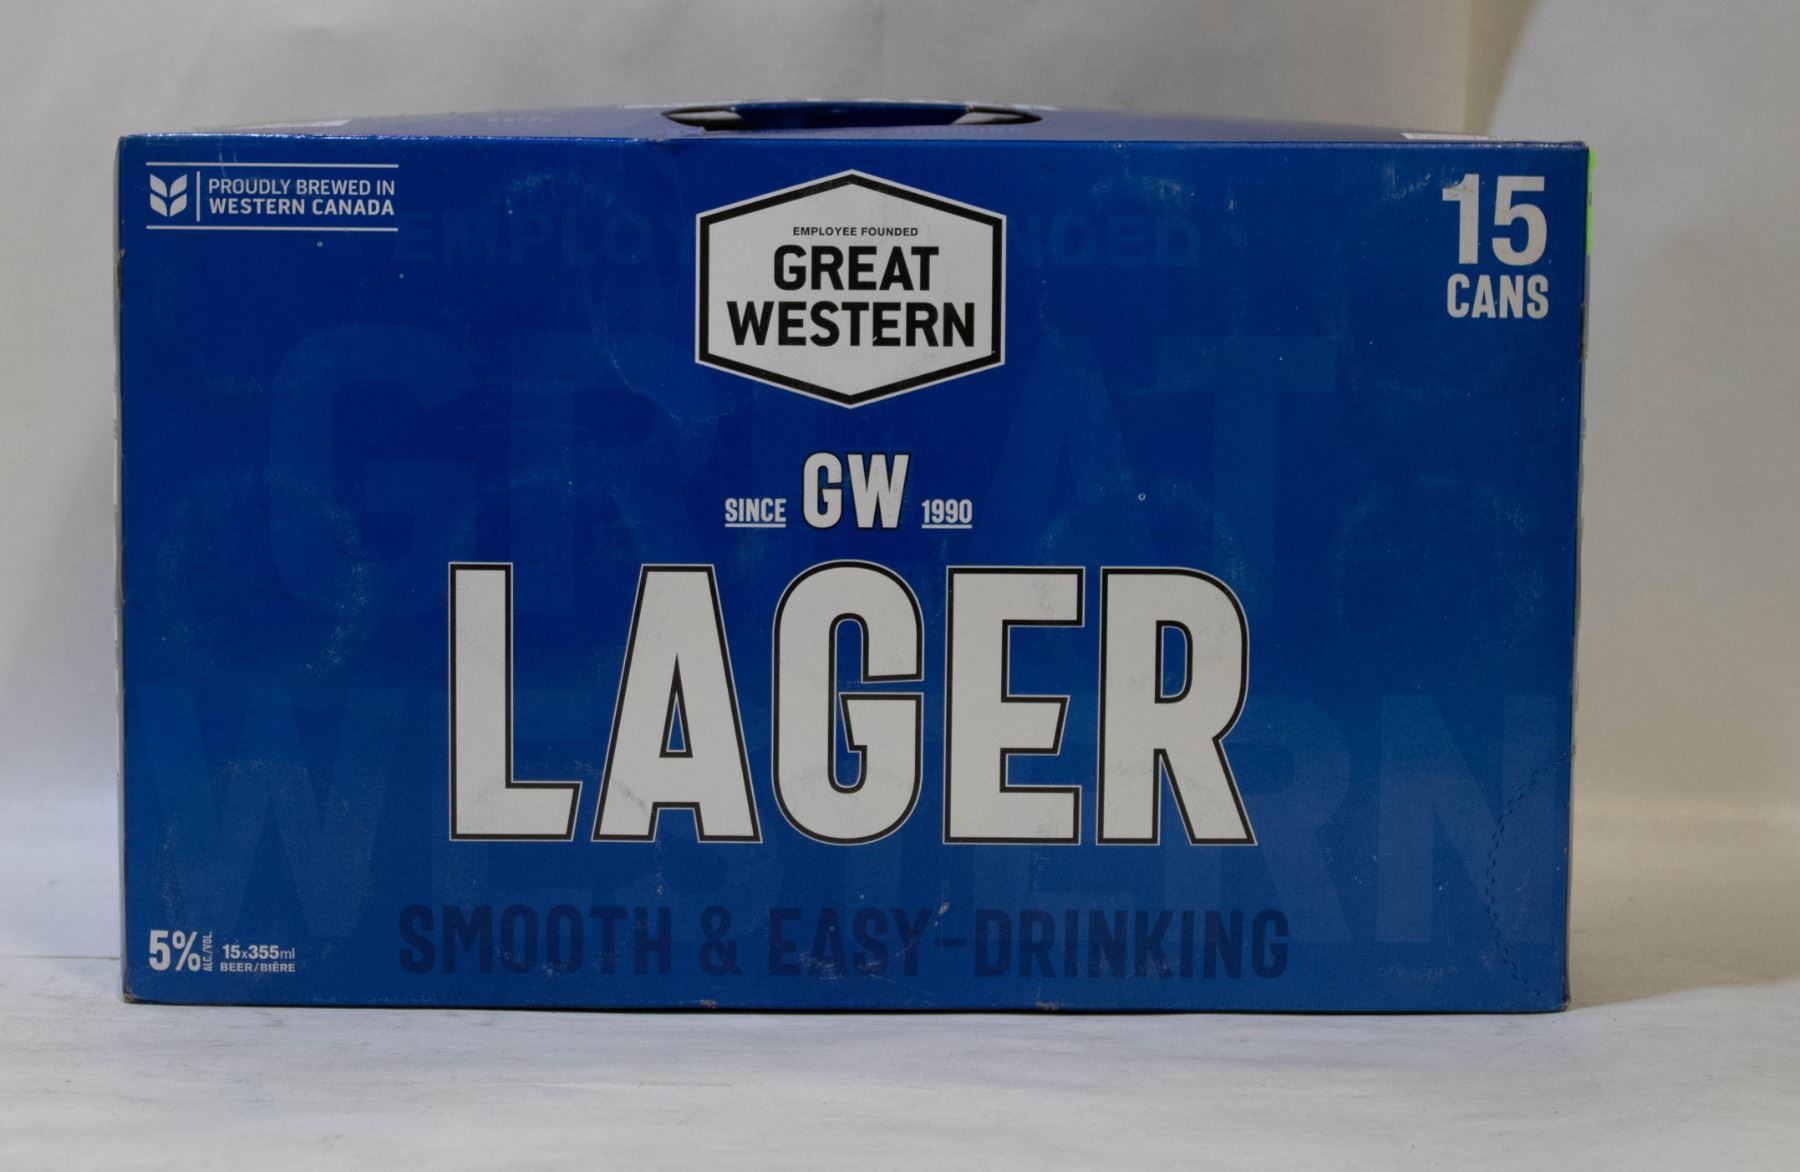 PROUDLY BREWED IN
WESTERN CANADA
EMPLOYEE FOUNDED
GREAT
WESTERN
15
CANS
SINCE GW 1990
LAGER
SMOOTH & EASY-DRINKING
5% ALC./VOL.
15x355ml
BEER/BIÈRE